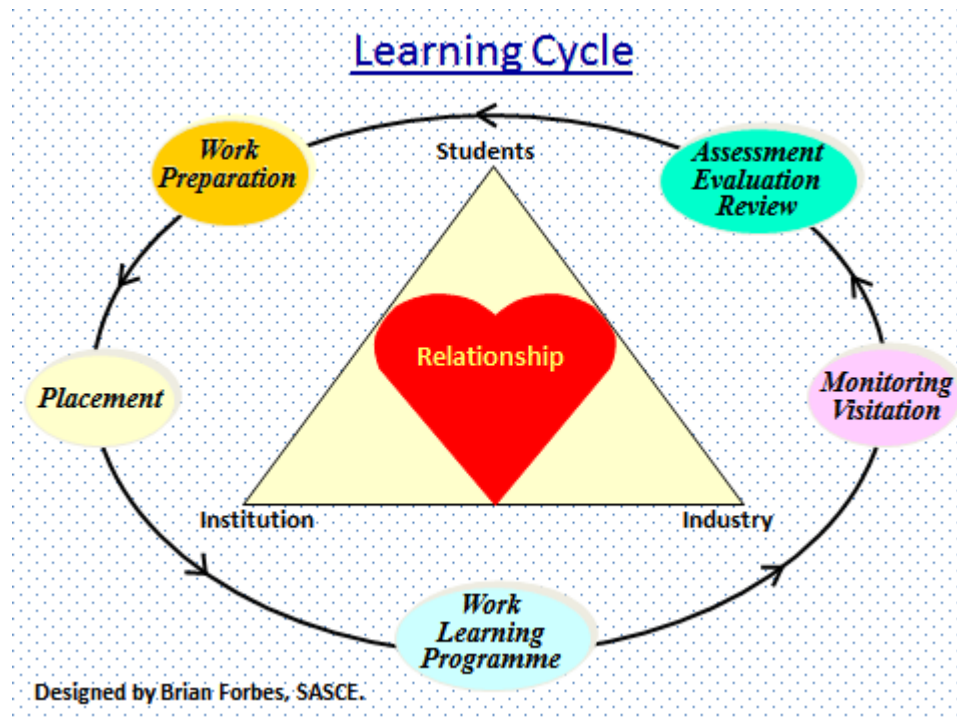 Learning Cycle
Work
Preparation
Students
Assessment
Evaluation
Review
Relationship
Placement
Monitoring
Visitation
Institution
Industry
Work
Learning
Programme
Designed by Brian Forbes, SASCE.